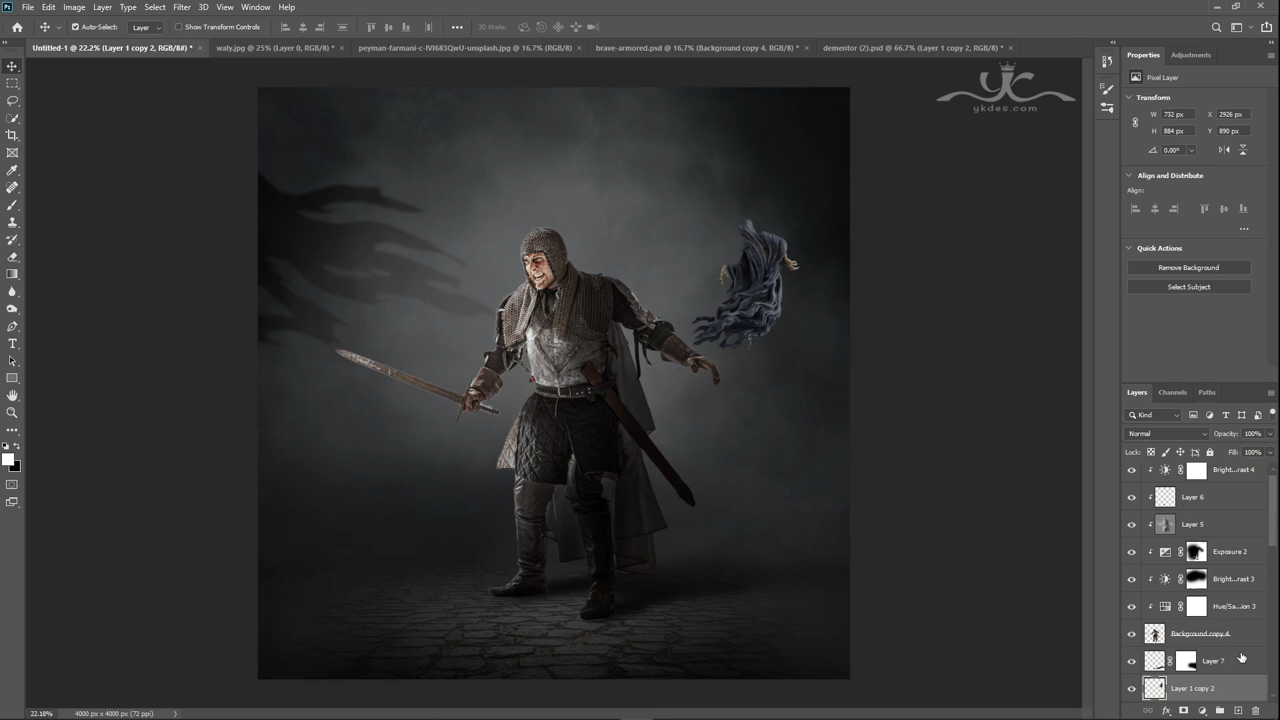 Ps File Edit Image Layer Type Select Filter 3D View Window Help
Auto-Select: Layer Show Transform Controls 3D Mode:
Untitled-1 @ 22.2% (Layer 1 copy 2, RGB/8#) * × waly.jpg @ 25% (Layer 0, RGB/8) * × peyman-farmani-c-IVI683QwU-unsplash.jpg @ 16.7% (RGB/8) × brave-armored.psd @ 16.7% (Background copy 4, RGB/8) * × dementor (2).psd @ 66.7% (Layer 1 copy 2, RGB/8) * ×
yc
ykdes.com
Properties Adjustments
Pixel Layer
Transform
W 732 px X 2926 px
H 884 px Y 890 px
0.00°
Align and Distribute
Align:
Quick Actions
Remove Background
Select Subject
Layers Channels Paths
Kind
Normal Opacity: 100%
Lock: Fill: 100%
Bright...rast 4
Layer 6
Layer 5
Exposure 2
Bright...rast 3
Hue/Sa...ion 3
Background copy 4
Layer 7
Layer 1 copy 2
22.18% 4000 px x 4000 px (72 ppi)